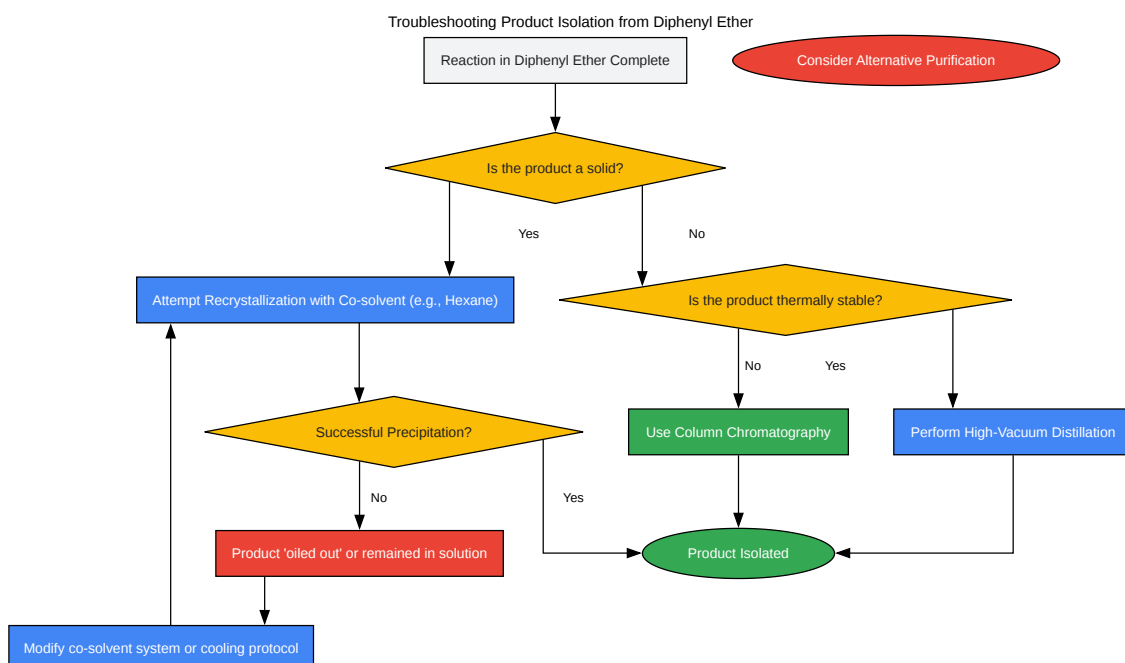 Troubleshooting Product Isolation from Diphenyl Ether
Reaction in Diphenyl Ether Complete
Consider Alternative Purification
Is the product a solid?
Yes
No
Attempt Recrystallization with Co-solvent (e.g., Hexane)
Is the product thermally stable?
No
Yes
Successful Precipitation?
Use Column Chromatography
Perform High-Vacuum Distillation
No
Yes
Product 'oiled out' or remained in solution
Product Isolated
Modify co-solvent system or cooling protocol